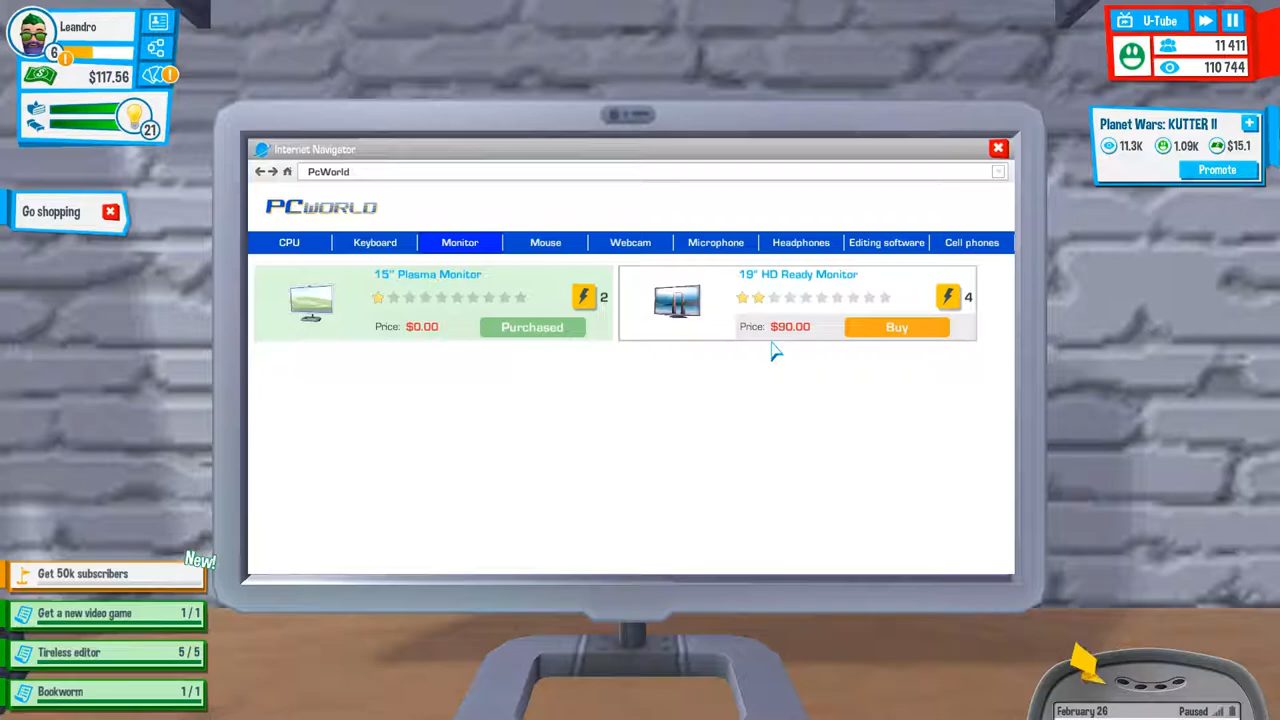 Leandro
6
$117.56
21
U-Tube
11 411
110 744
Planet Wars: KUTTER II
11.3K 1.09K $15.1
Promote
Go shopping
Internet Navigator
PcWorld
PCWORLD
CPU Keyboard Monitor Mouse Webcam Microphone Headphones Editing software Cell phones
15" Plasma Monitor
2
Price: $0.00 Purchased
19" HD Ready Monitor
4
Price: $90.00 Buy
New!
Get 50k subscribers
Get a new video game 1/1
Tireless editor 5/5
Bookworm 1/1
February 26 Paused